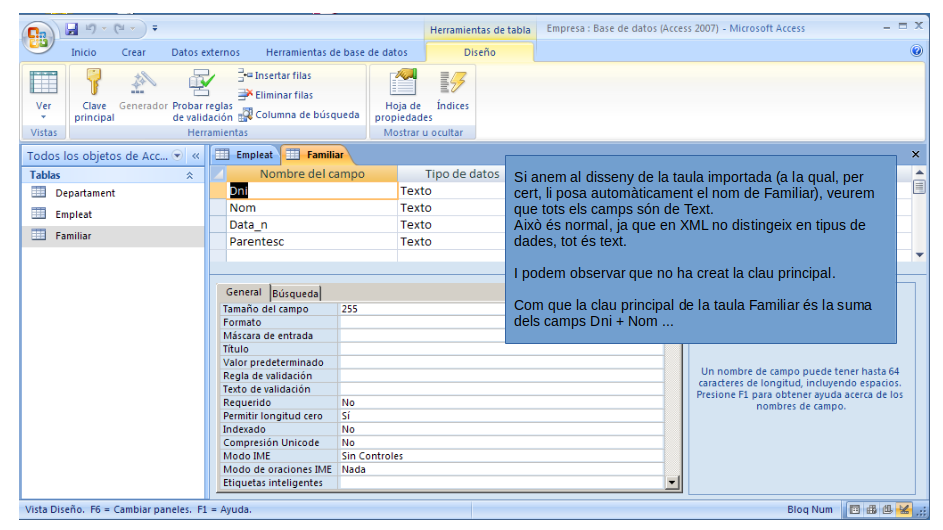 Herramientas de tabla
Empresa : Base de datos (Access 2007) - Microsoft Access
Inicio
Crear
Datos externos
Herramientas de base de datos
Diseño
Ver
Clave principal
Generador
Probar reglas de validación
Insertar filas
Eliminar filas
Columna de búsqueda
Hoja de propiedades
Índices
Vistas
Herramientas
Mostrar u ocultar
Todos los objetos de Acc...
Tablas
Departament
Empleat
Familiar
Empleat
Familiar
Nombre del campo
Tipo de datos
Dni
Texto
Nom
Texto
Data_n
Texto
Parentesc
Texto
Si anem al disseny de la taula importada (a la qual, per
cert, li posa automàticament el nom de Familiar), veurem
que tots els camps són de Text.
Això és normal, ja que en XML no distingeix en tipus de
dades, tot és text.
I podem observar que no ha creat la clau principal.
Com que la clau principal de la taula Familiar és la suma
dels camps Dni + Nom ...
General
Búsqueda
Tamaño del campo 255
Formato
Máscara de entrada
Título
Valor predeterminado
Regla de validación
Texto de validación
Requerido No
Permitir longitud cero Sí
Indexado No
Compresión Unicode No
Modo IME Sin Controles
Modo de oraciones IME Nada
Etiquetas inteligentes
Un nombre de campo puede tener hasta 64
caracteres de longitud, incluyendo espacios.
Presione F1 para obtener ayuda acerca de los
nombres de campo.
Vista Diseño. F6 = Cambiar paneles. F1 = Ayuda.
Bloq Num